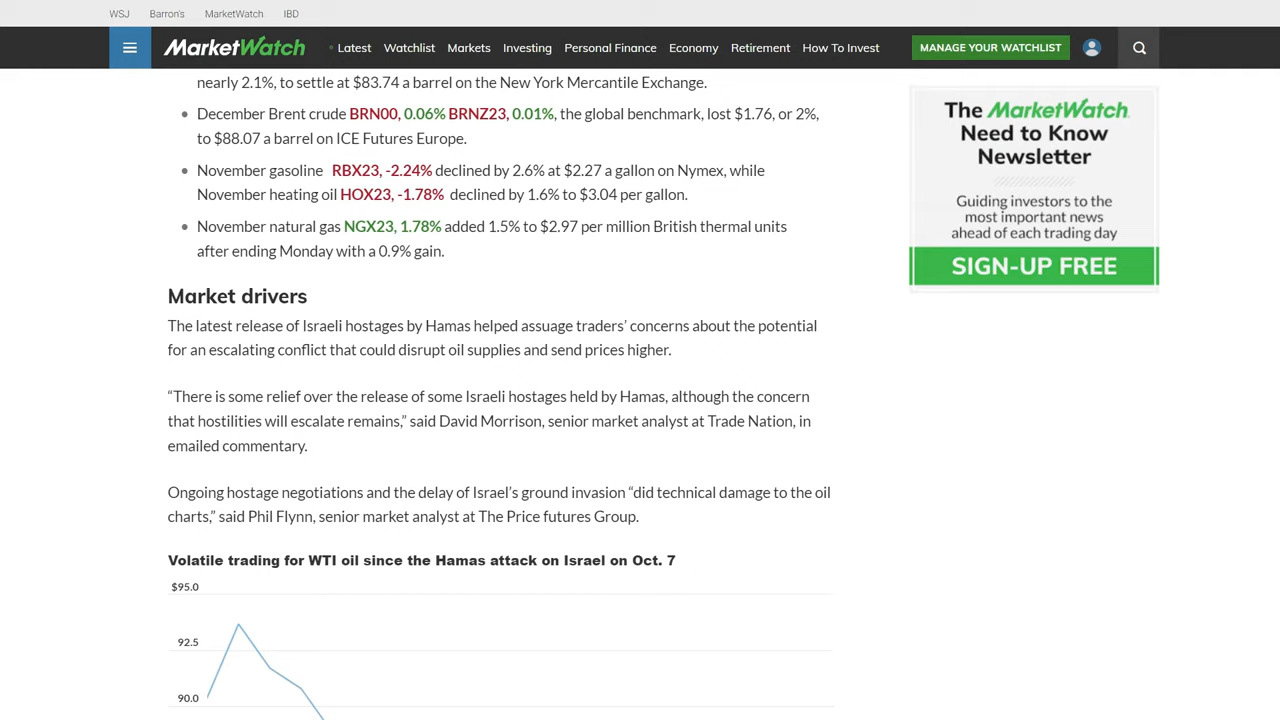 WSJ Barron's MarketWatch IBD
MarketWatch Latest Watchlist Markets Investing Personal Finance Economy Retirement How To Invest MANAGE YOUR WATCHLIST
nearly 2.1%, to settle at $83.74 a barrel on the New York Mercantile Exchange.
December Brent crude BRN00, 0.06% BRNZ23, 0.01%, the global benchmark, lost $1.76, or 2%,
to $88.07 a barrel on ICE Futures Europe.
November gasoline RBX23, -2.24% declined by 2.6% at $2.27 a gallon on Nymex, while
November heating oil HOX23, -1.78% declined by 1.6% to $3.04 per gallon.
November natural gas NGX23, 1.78% added 1.5% to $2.97 per million British thermal units
after ending Monday with a 0.9% gain.
Market drivers
The latest release of Israeli hostages by Hamas helped assuage traders’ concerns about the potential
for an escalating conflict that could disrupt oil supplies and send prices higher.
“There is some relief over the release of some Israeli hostages held by Hamas, although the concern
that hostilities will escalate remains,” said David Morrison, senior market analyst at Trade Nation, in
emailed commentary.
Ongoing hostage negotiations and the delay of Israel’s ground invasion “did technical damage to the oil
charts,” said Phil Flynn, senior market analyst at The Price futures Group.
Volatile trading for WTI oil since the Hamas attack on Israel on Oct. 7
$95.0
92.5
90.0
The MarketWatch
Need to Know
Newsletter
Guiding investors to the
most important news
ahead of each trading day
SIGN-UP FREE